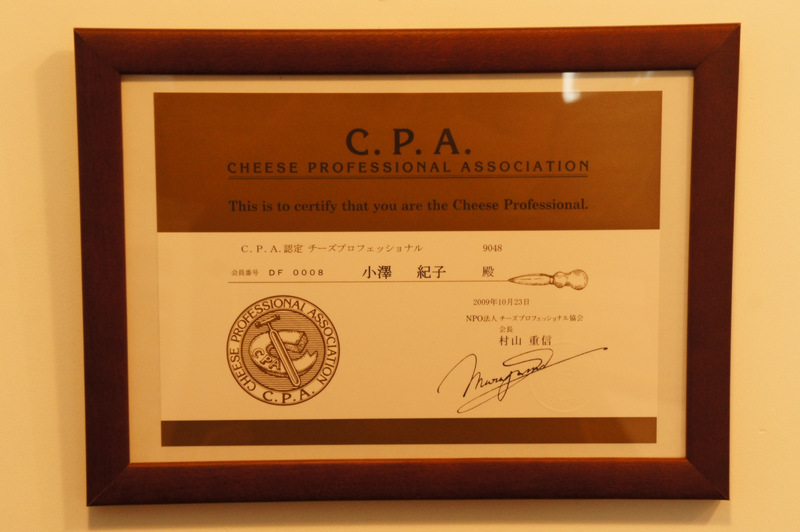 C.P.A.
CHEESE PROFESSIONAL ASSOCIATION
This is to certify that you are the Cheese Professional.
C.P.A.認定 チーズプロフェッショナル 9048
会員番号 DF 0008 小澤 紀子 殿
2009年10月23日
NPO法人 チーズプロフェッショナル協会
会長
村山 重信
Murayama
CHEESE PROFESSIONAL ASSOCIATION
CPA
C.P.A.